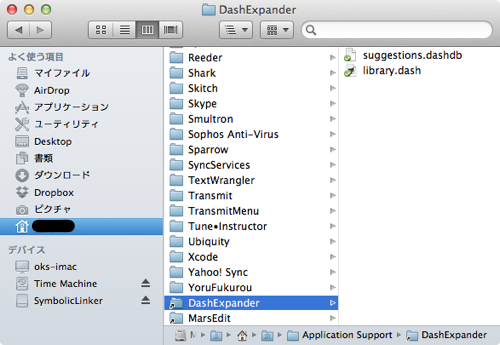 DashExpander
よく使う項目
マイファイル
AirDrop
アプリケーション
ユーティリティ
Desktop
書類
ダウンロード
Dropbox
ピクチャ
デバイス
oks-imac
Time Machine
SymbolicLinker
Reeder
Shark
Skitch
Skype
Smultron
Sophos Anti-Virus
Sparrow
SyncServices
TextWrangler
Transmit
TransmitMenu
Tune•Instructor
Ubiquity
Xcode
Yahoo! Sync
YoruFukurou
DashExpander
MarsEdit
suggestions.dashdb
library.dash
M ▸ ▸ ▸ ▸ Application Support ▸ DashExpander